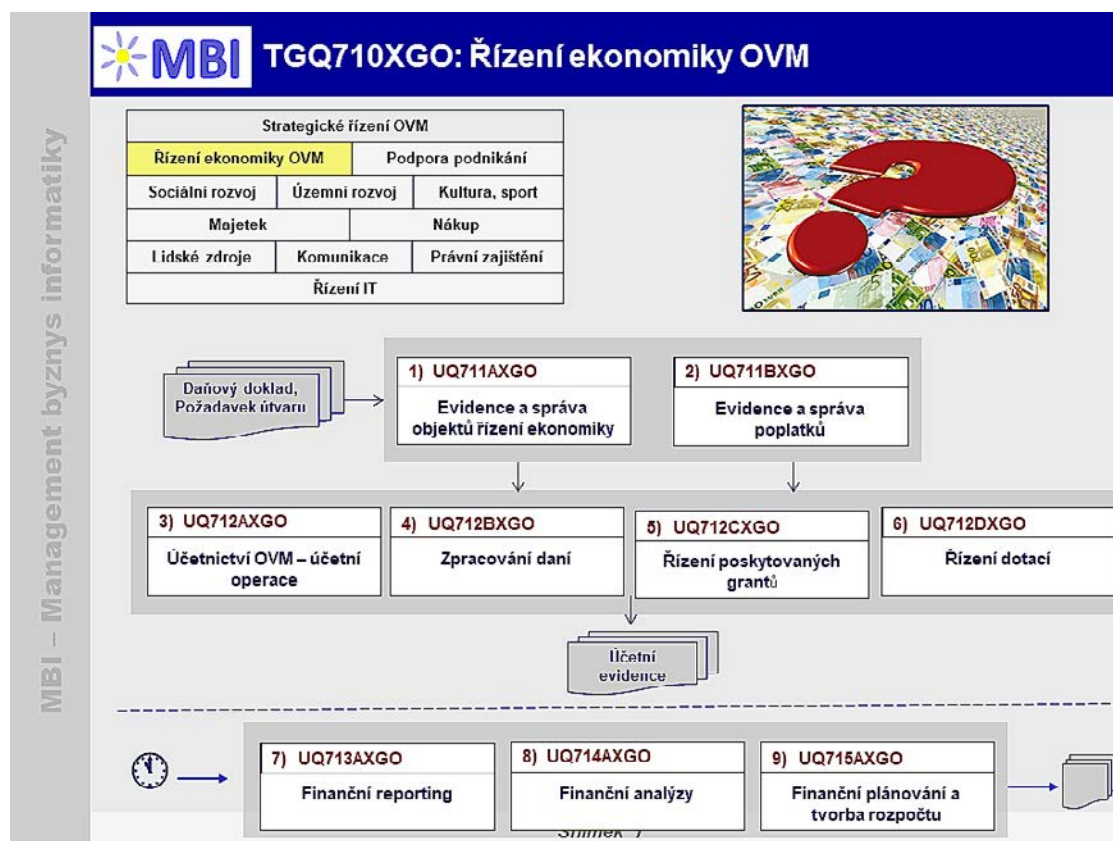 MBI – Management byznys informatiky
MBI
TGQ710XGO: Řízení ekonomiky OVM
Strategické řízení OVM
Řízení ekonomiky OVM
Podpora podnikání
Sociální rozvoj
Územní rozvoj
Kultura, sport
Majetek
Nákup
Lidské zdroje
Komunikace
Právní zajištění
Řízení IT
Daňový doklad,
Požadavek útvaru
1) UQ711AXGO
Evidence a správa
objektů řízení ekonomiky
2) UQ711BXGO
Evidence a správa
poplatků
3) UQ712AXGO
Účetnictví OVM – účetní
operace
4) UQ712BXGO
Zpracování daní
5) UQ712CXGO
Řízení poskytovaných
grantů
6) UQ712DXGO
Řízení dotací
Účetní
evidence
7) UQ713AXGO
Finanční reporting
8) UQ714AXGO
Finanční analýzy
9) UQ715AXGO
Finanční plánování a
tvorba rozpočtu